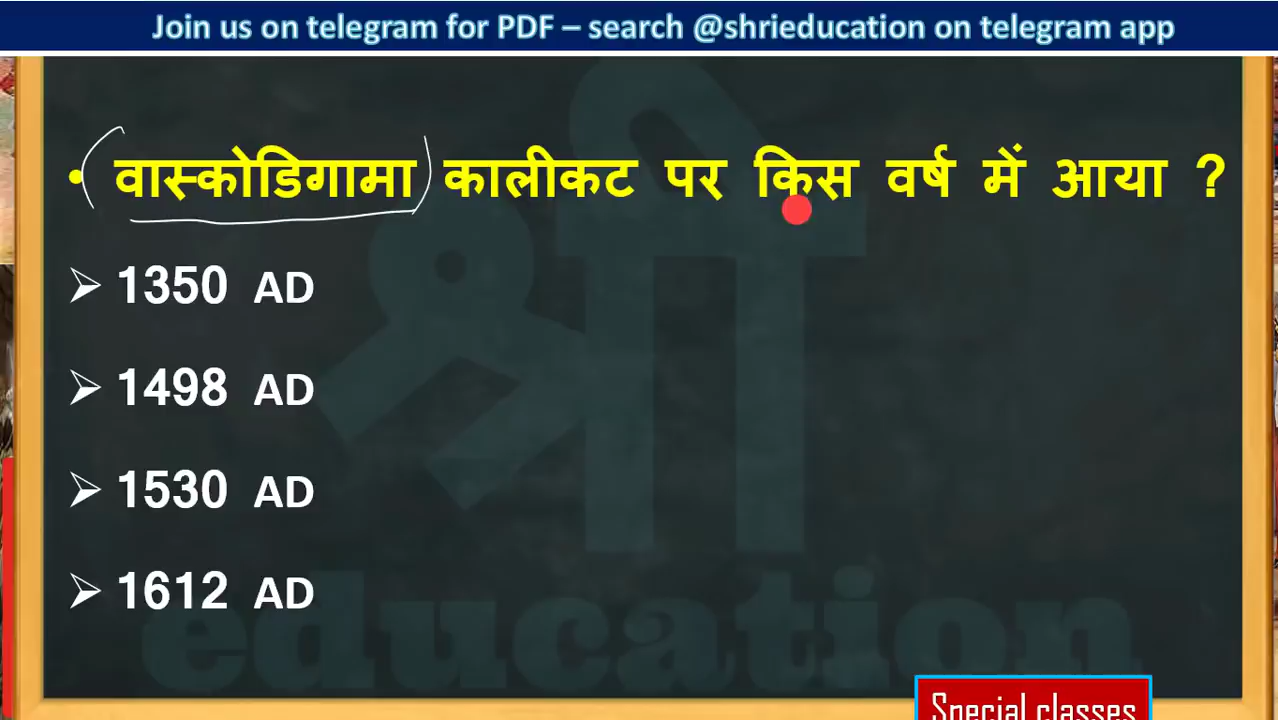 Join us on telegram for PDF – search @shrieducation on telegram app
• वास्कोडिगामा कालीकट पर किस वर्ष में आया ?
➢ 1350 AD
➢ 1498 AD
➢ 1530 AD
➢ 1612 AD
श्री
education
Special classes